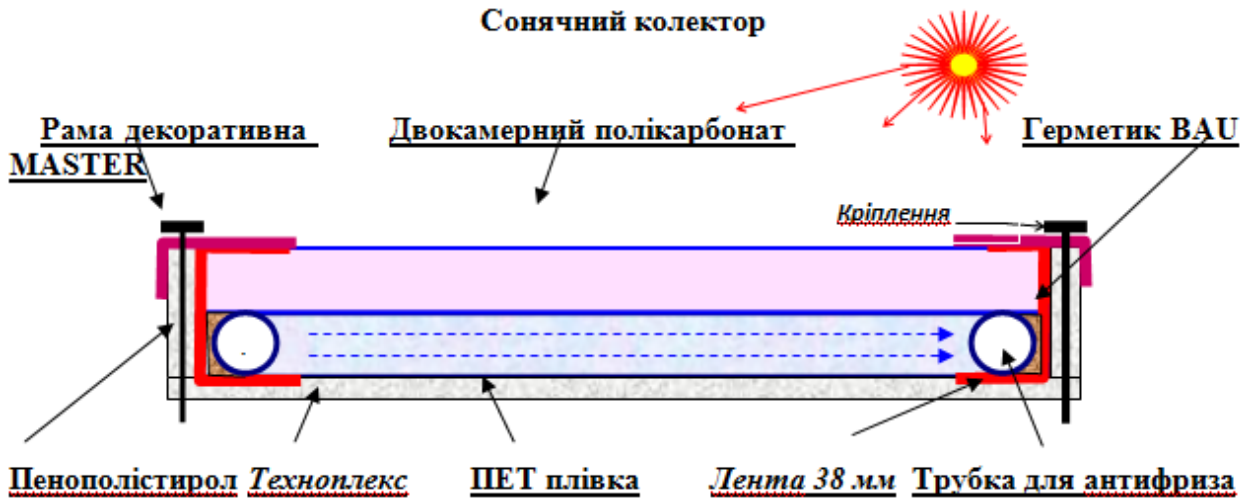 Сонячний колектор
Рама декоративна Двокамерний полікарбонат Герметик BAU
MASTER
Кріплення
Пенополістирол Техноплекс ПЕТ плівка Лента 38 мм Трубка для антифриза